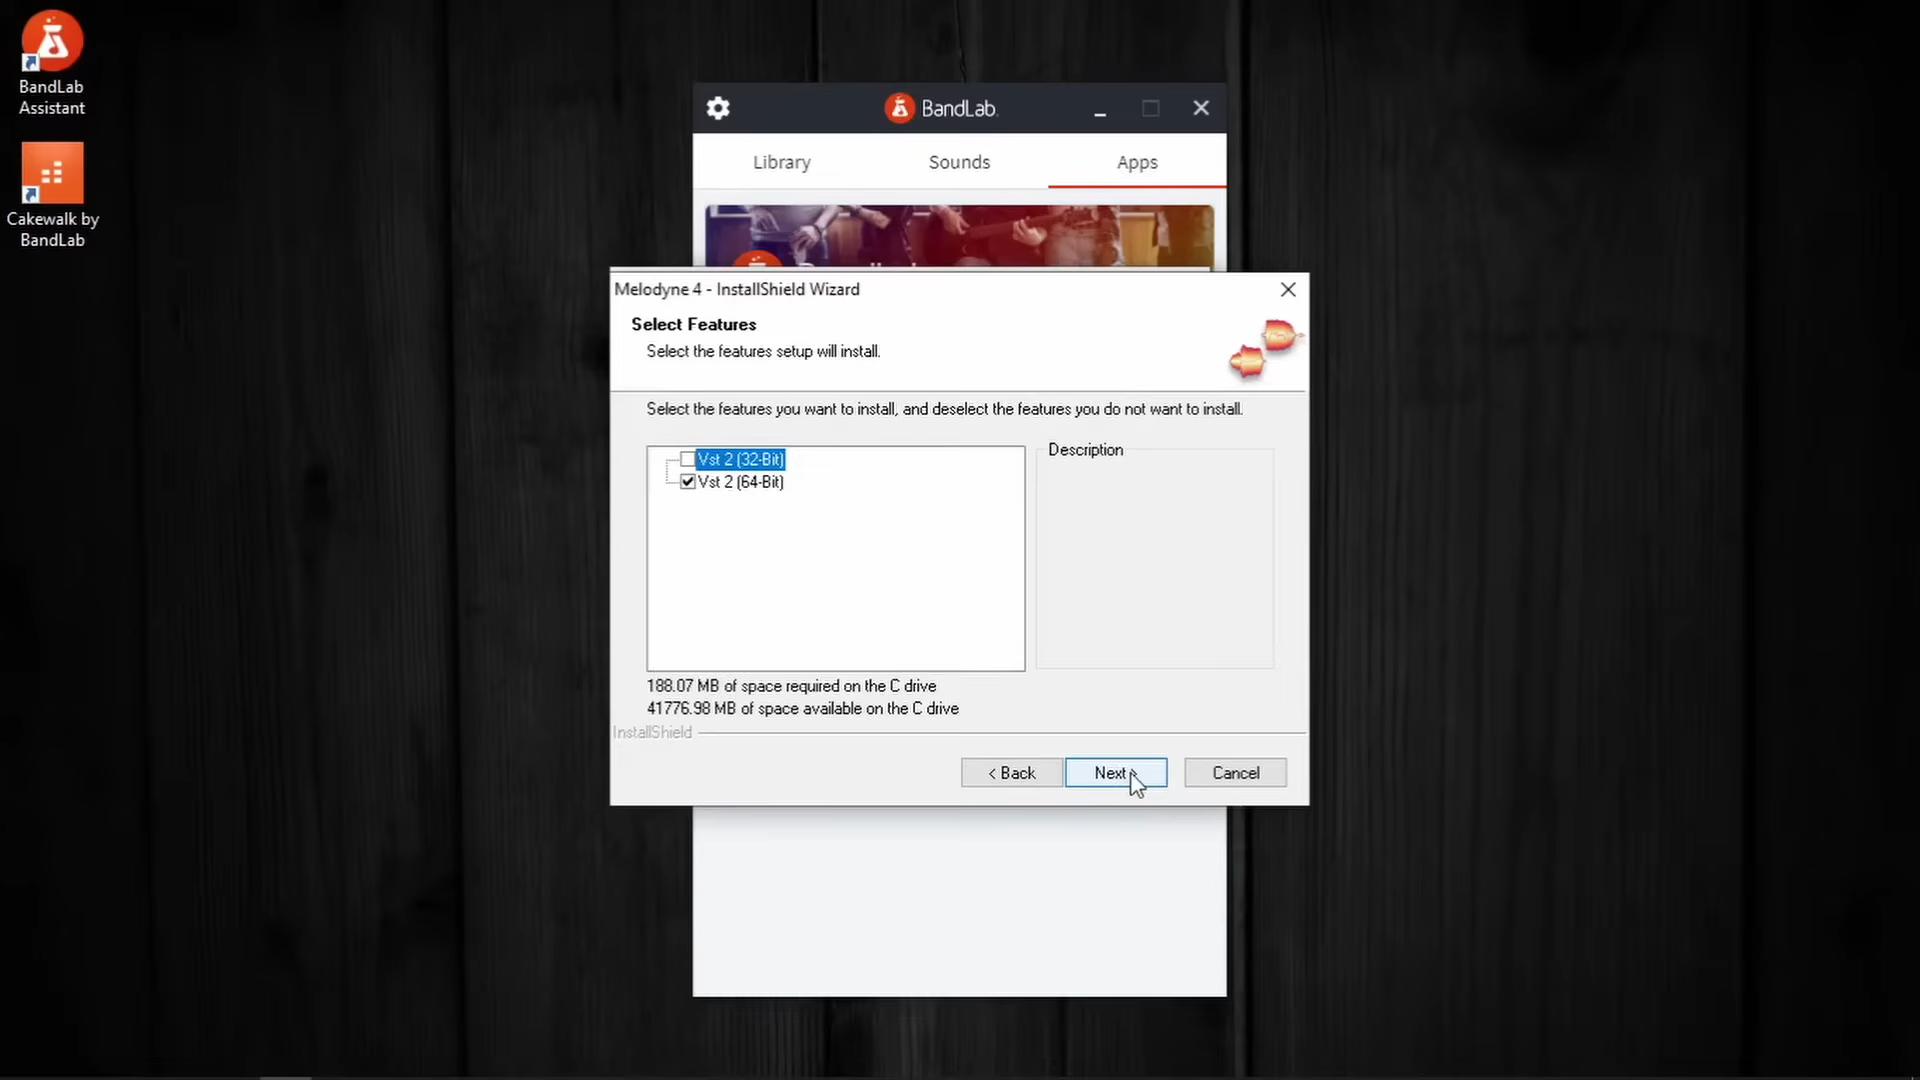 BandLab
Assistant
Cakewalk by
BandLab
BandLab
Library
Sounds
Apps
Melodyne 4 - InstallShield Wizard
Select Features
Select the features setup will install.
Select the features you want to install, and deselect the features you do not want to install.
Vst 2 (32-Bit)
Vst 2 (64-Bit)
Description
188.07 MB of space required on the C drive
41776.98 MB of space available on the C drive
InstallShield
< Back
Next >
Cancel